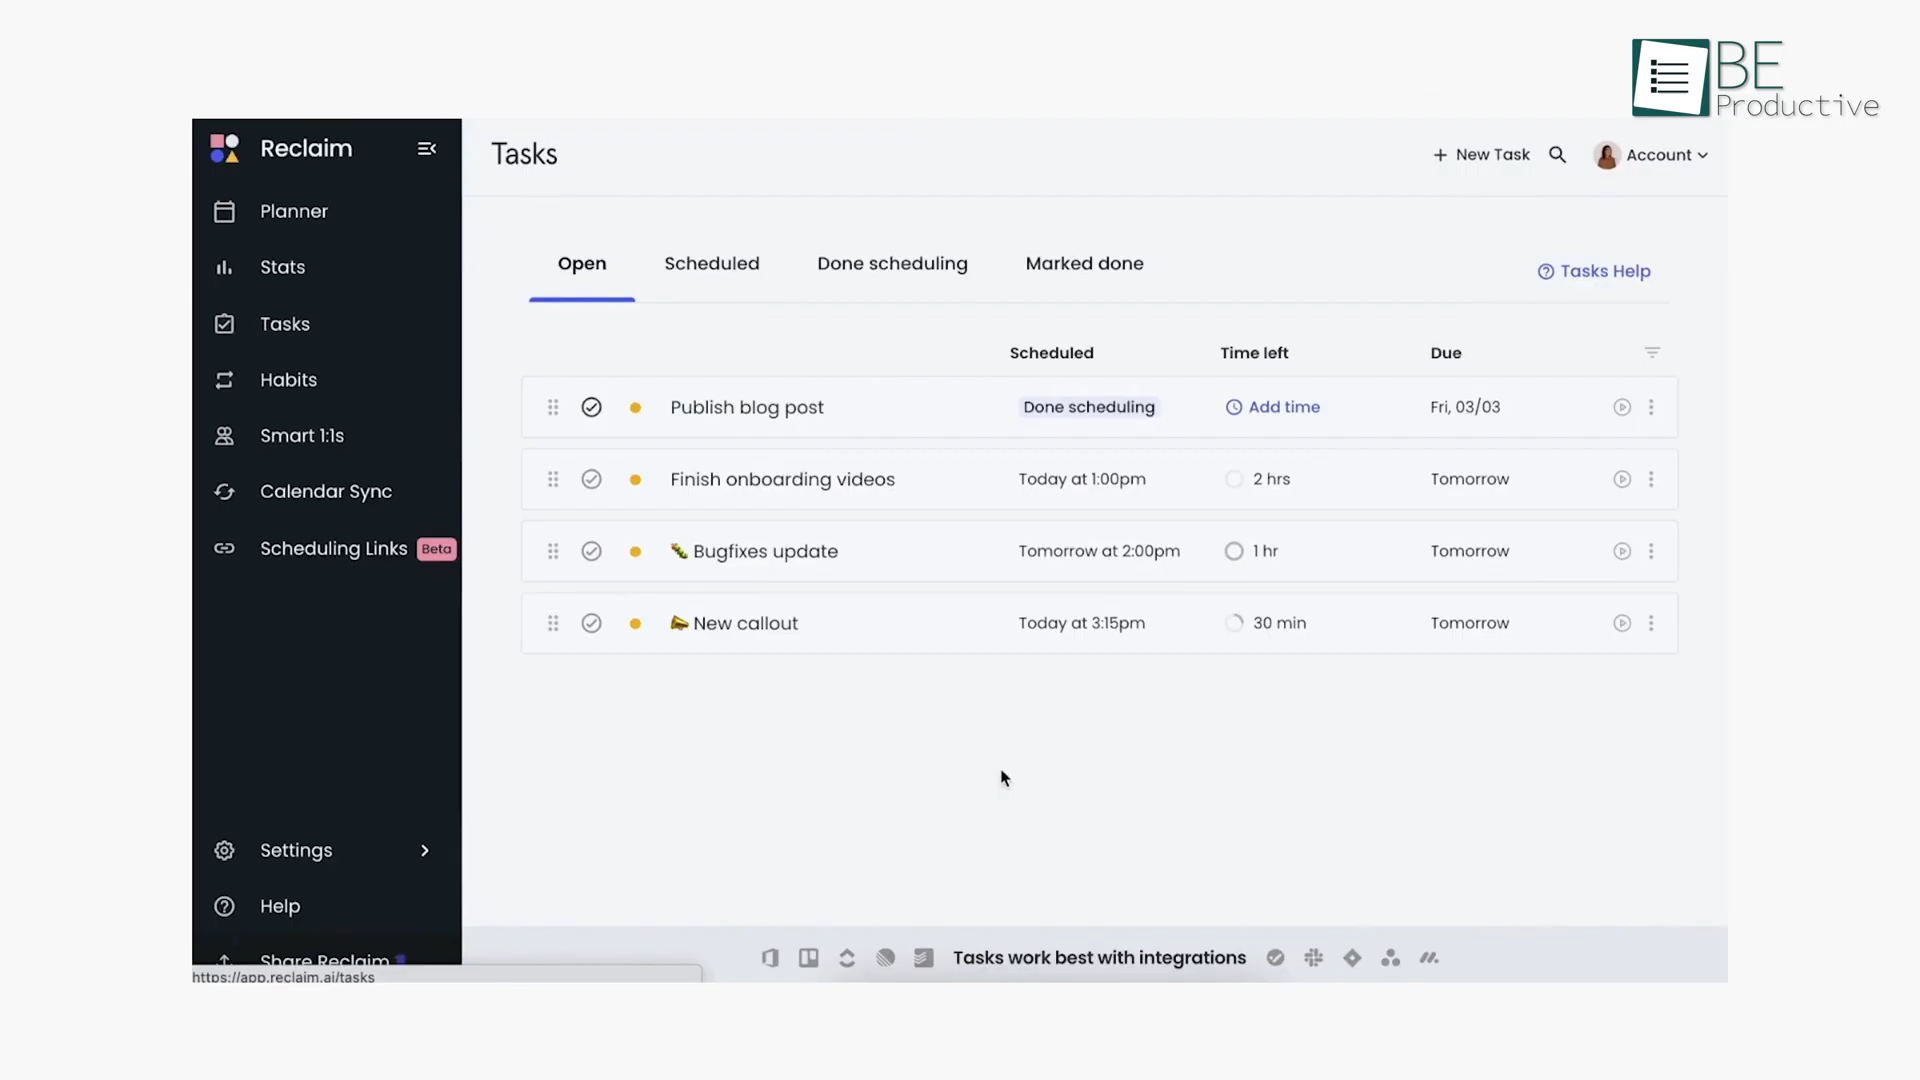 BE
Productive
Reclaim
Tasks
New Task
Account
Planner
Stats
Tasks
Habits
Smart 1:1s
Calendar Sync
Scheduling Links Beta
Settings
Help
Share Reclaim
https://app.reclaim.ai/tasks
Open Scheduled Done scheduling Marked done
Tasks Help
Scheduled Time left Due
Publish blog post Done scheduling Add time Fri, 03/03
Finish onboarding videos Today at 1:00pm 2 hrs Tomorrow
Bugfixes update Tomorrow at 2:00pm 1 hr Tomorrow
New callout Today at 3:15pm 30 min Tomorrow
Tasks work best with integrations